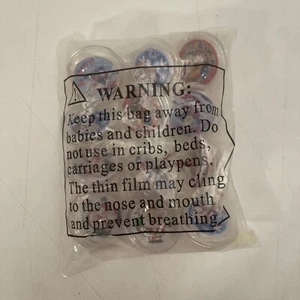 WARNING:
Keep this bag away from
babies and children. Do
not use in cribs, beds,
carriages or playpens.
The thin film may cling
to the nose and mouth
and prevent breathing.